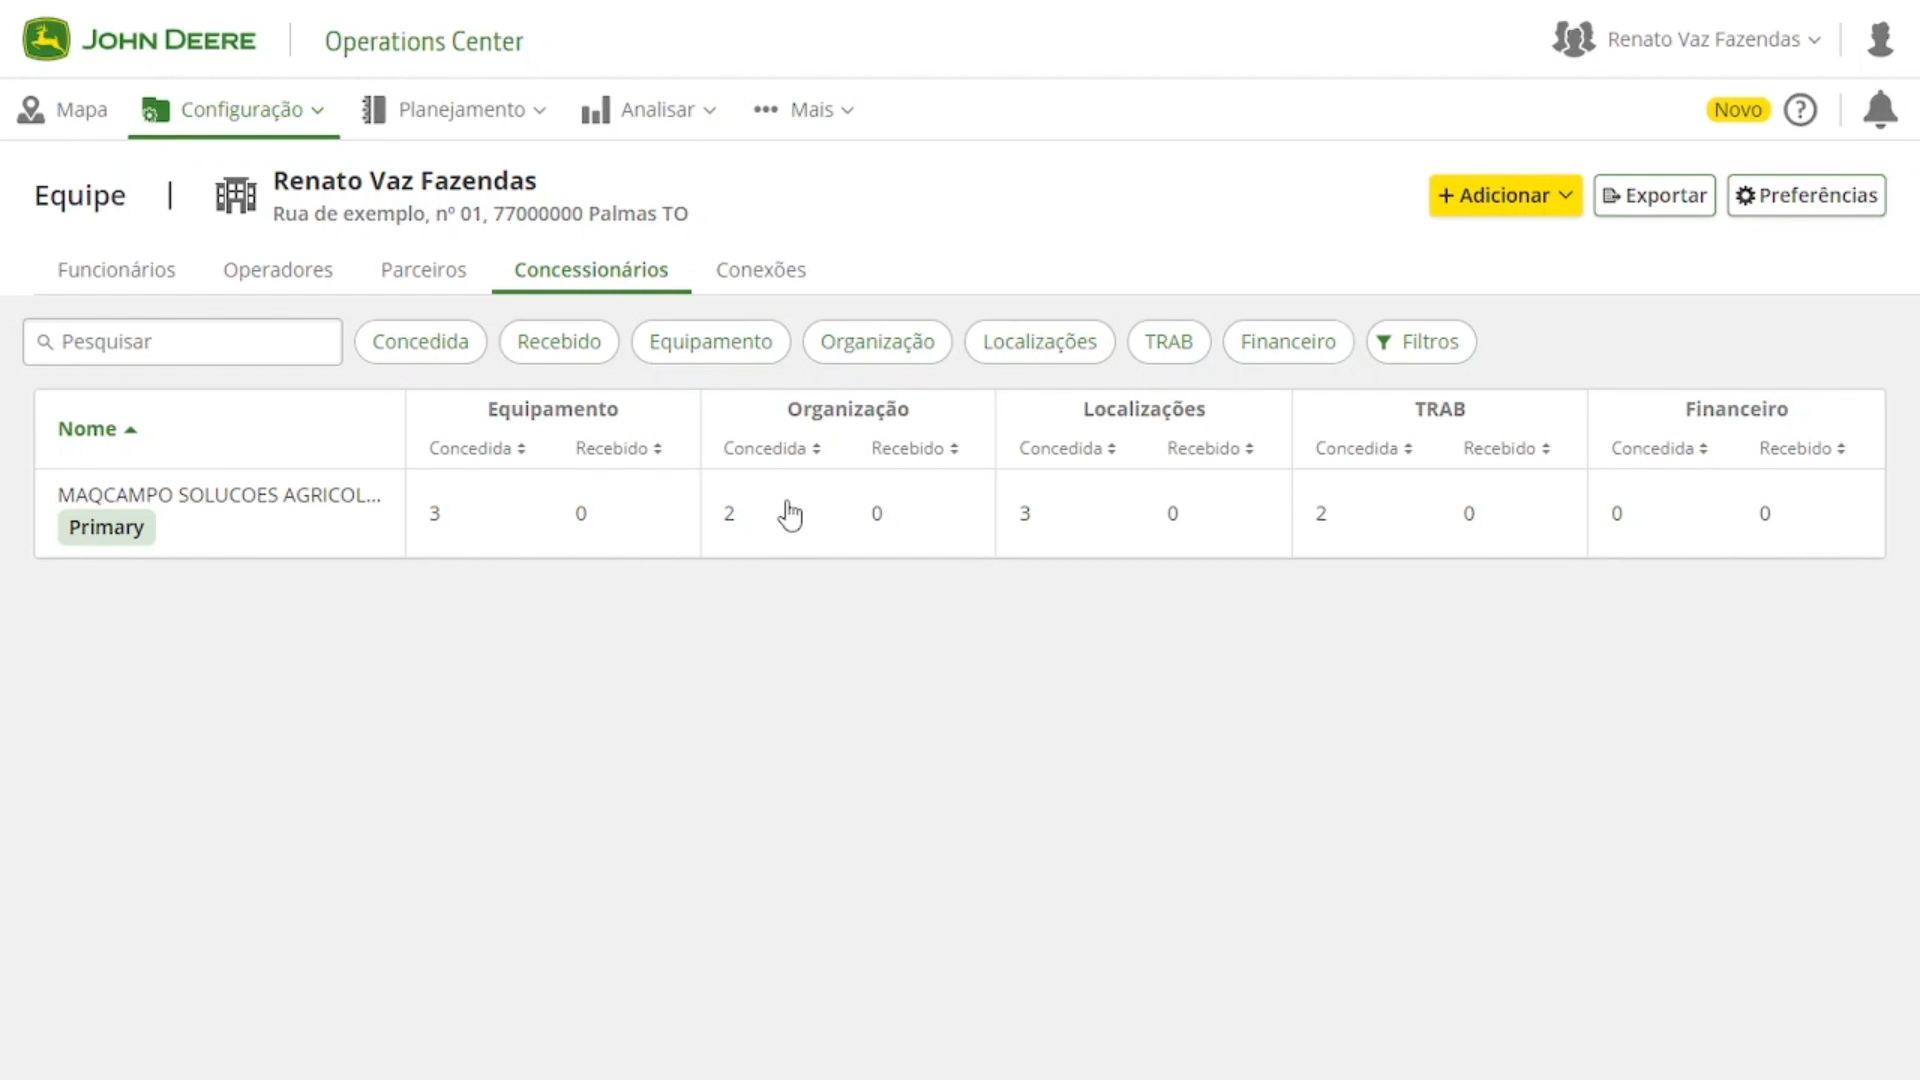 JOHN DEERE
Operations Center
Renato Vaz Fazendas
Mapa
Configuração
Planejamento
Analisar
Mais
Novo
Equipe
Renato Vaz Fazendas
Rua de exemplo, nº 01, 77000000 Palmas TO
+ Adicionar
Exportar
Preferências
Funcionários
Operadores
Parceiros
Concessionários
Conexões
Pesquisar
Concedida
Recebido
Equipamento
Organização
Localizações
TRAB
Financeiro
Filtros
Nome
Equipamento
Organização
Localizações
TRAB
Financeiro
Concedida Recebido Concedida Recebido Concedida Recebido Concedida Recebido Concedida Recebido
MAQCAMPO SOLUCOES AGRICOL...
Primary
3 0 2 0 3 0 2 0 0 0